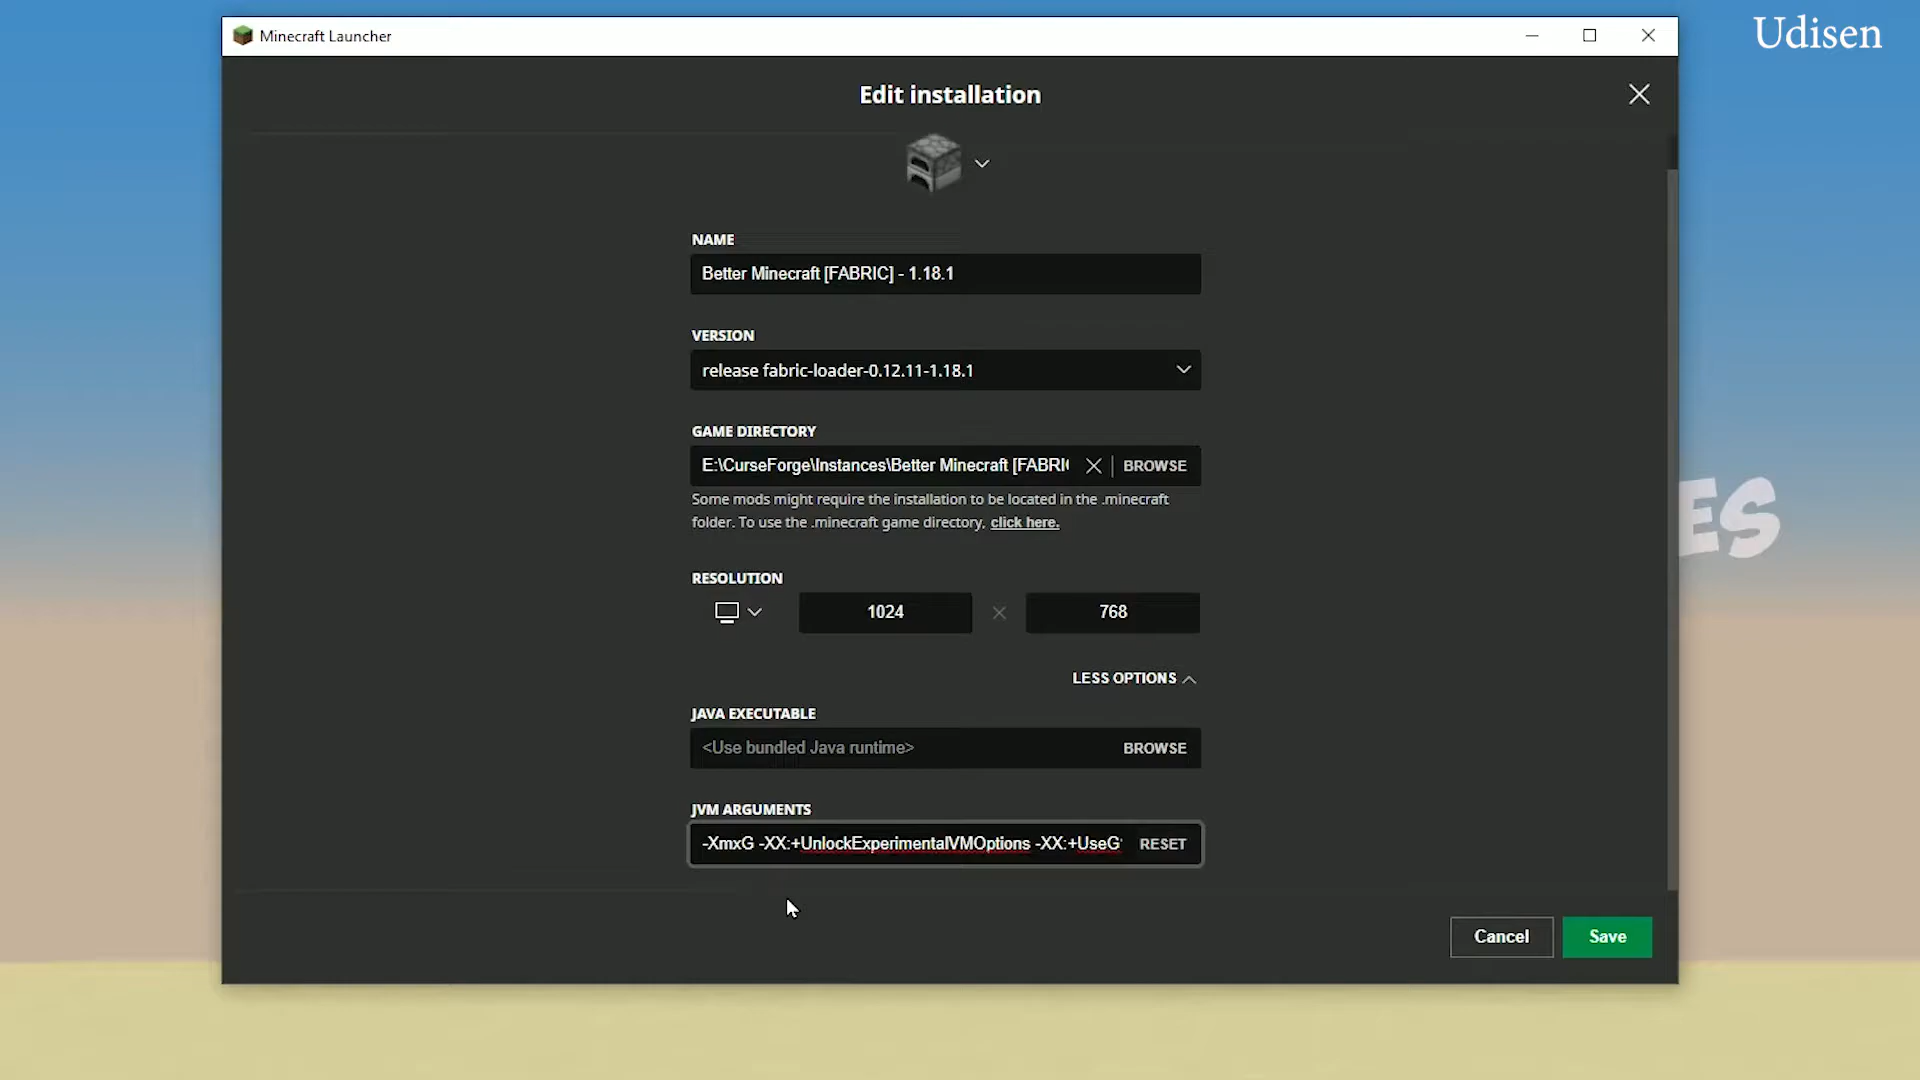 Minecraft Launcher
Udisen
Edit installation
NAME
Better Minecraft [FABRIC] - 1.18.1
VERSION
release fabric-loader-0.12.11-1.18.1
GAME DIRECTORY
E:\CurseForge\Instances\Better Minecraft [FABRI
BROWSE
Some mods might require the installation to be located in the .minecraft
folder. To use the .minecraft game directory, click here.
ES
RESOLUTION
1024 × 768
LESS OPTIONS
JAVA EXECUTABLE
<Use bundled Java runtime>
BROWSE
JVM ARGUMENTS
-XmxG -XX:+UnlockExperimentalVMOptions -XX:+UseG
RESET
Cancel
Save